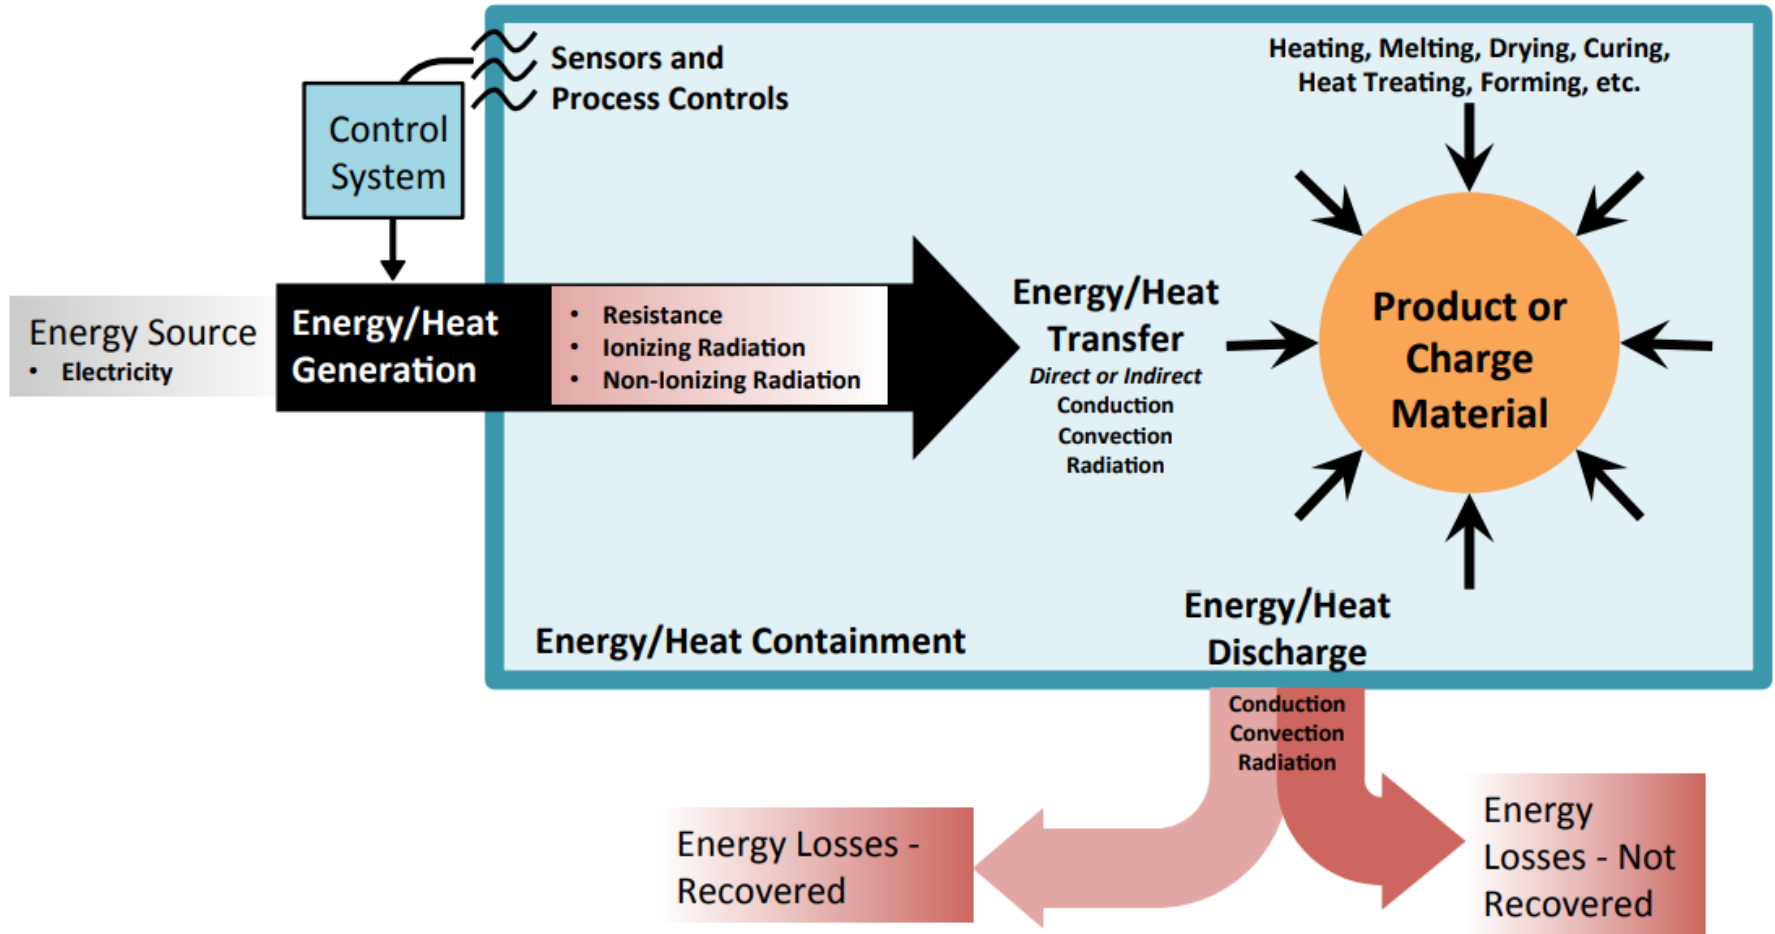 Sensors and
Process Controls
Heating, Melting, Drying, Curing,
Heat Treating, Forming, etc.
Control
System
Energy Source
• Electricity
Energy/Heat
Generation
• Resistance
• Ionizing Radiation
• Non-Ionizing Radiation
Energy/Heat
Transfer
Direct or Indirect
Conduction
Convection
Radiation
Product or
Charge
Material
Energy/Heat Containment
Energy/Heat
Discharge
Conduction
Convection
Radiation
Energy Losses -
Recovered
Energy
Losses - Not
Recovered